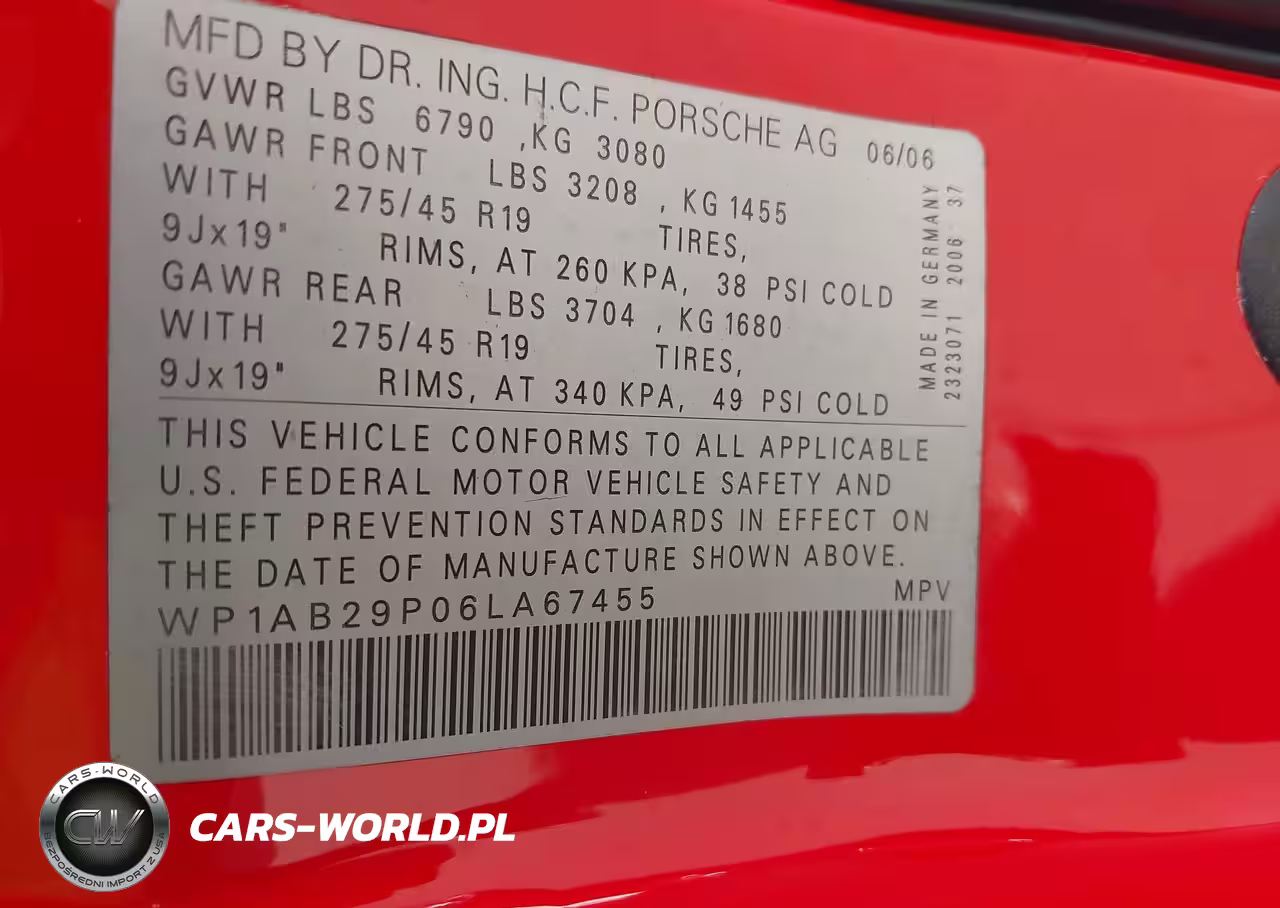 MFD BY DR. ING. H.C.F. PORSCHE AG 06/06
GVWR LBS 6790 ,KG 3080
GAWR FRONT LBS 3208 , KG 1455
WITH 275/45 R19 TIRES,
9Jx19" RIMS, AT 260 KPA, 38 PSI COLD
GAWR REAR LBS 3704 , KG 1680
WITH 275/45 R19 TIRES,
9Jx19" RIMS, AT 340 KPA, 49 PSI COLD
MADE IN GERMANY
2323071 2006 37
THIS VEHICLE CONFORMS TO ALL APPLICABLE
U.S. FEDERAL MOTOR VEHICLE SAFETY AND
THEFT PREVENTION STANDARDS IN EFFECT ON
THE DATE OF MANUFACTURE SHOWN ABOVE.
WP1AB29P06LA67455 MPV
CARS-WORLD
CW
BEZPOŚREDNI IMPORT Z USA
CARS-WORLD.PL